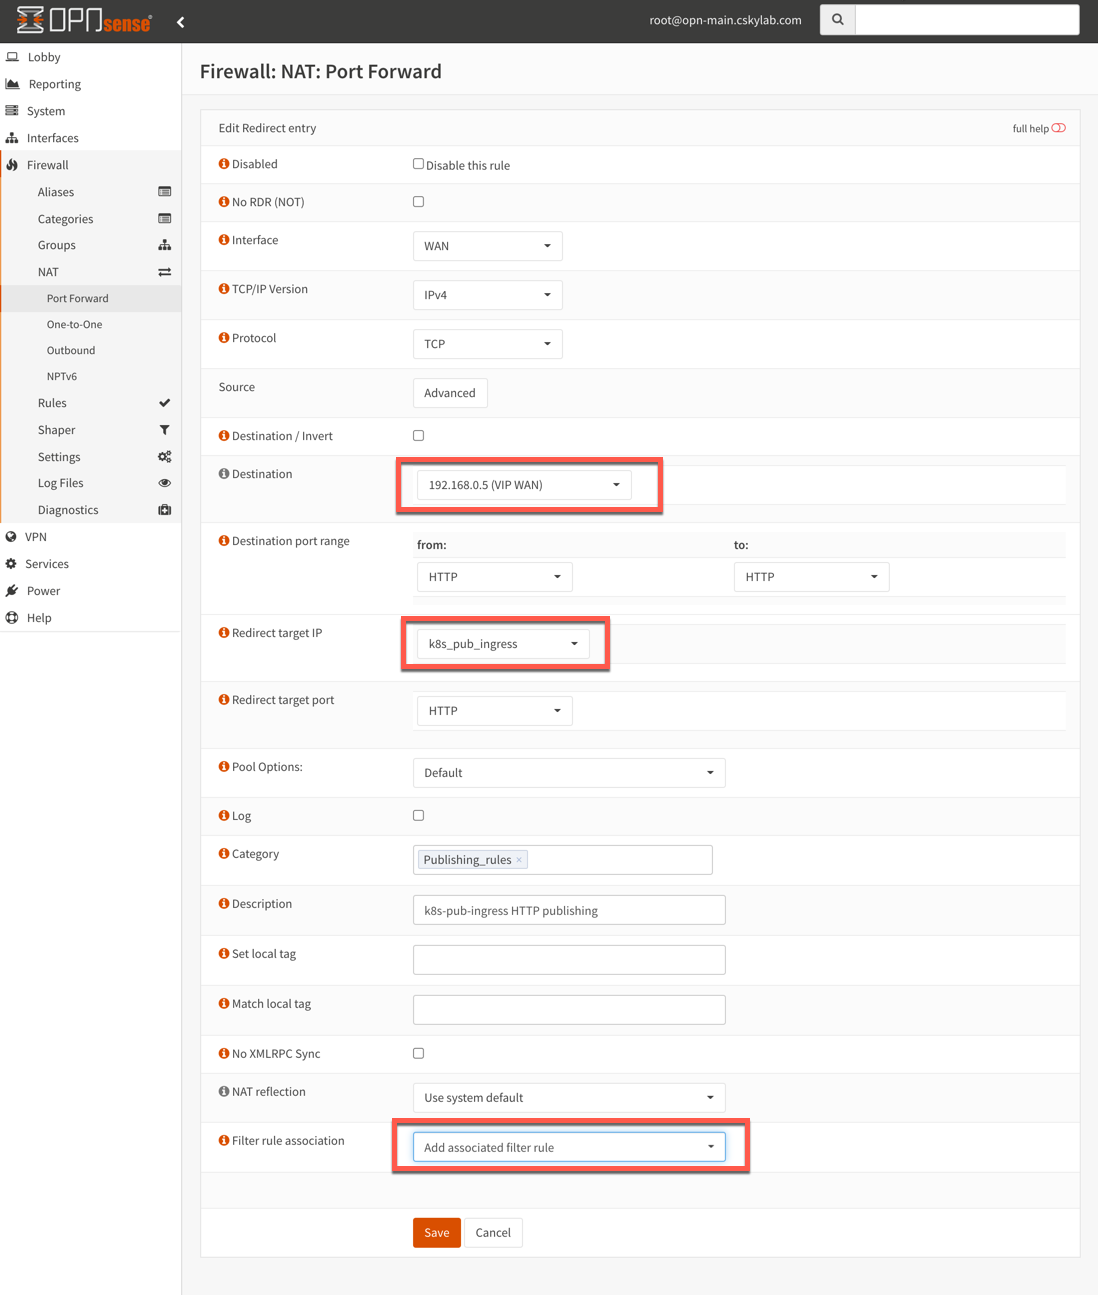 OPNsense
root@opn-main.cskylab.com
Lobby
Reporting
System
Interfaces
Firewall
Aliases
Categories
Groups
NAT
Port Forward
One-to-One
Outbound
NPTv6
Rules
Shaper
Settings
Log Files
Diagnostics
VPN
Services
Power
Help
Firewall: NAT: Port Forward
Edit Redirect entry full help
Disabled Disable this rule
No RDR (NOT)
Interface WAN
TCP/IP Version IPv4
Protocol TCP
Source Advanced
Destination / Invert
Destination 192.168.0.5 (VIP WAN)
Destination port range from: to:
HTTP HTTP
Redirect target IP k8s_pub_ingress
Redirect target port HTTP
Pool Options: Default
Log
Category Publishing_rules ×
Description k8s-pub-ingress HTTP publishing
Set local tag
Match local tag
No XMLRPC Sync
NAT reflection Use system default
Filter rule association Add associated filter rule
Save Cancel